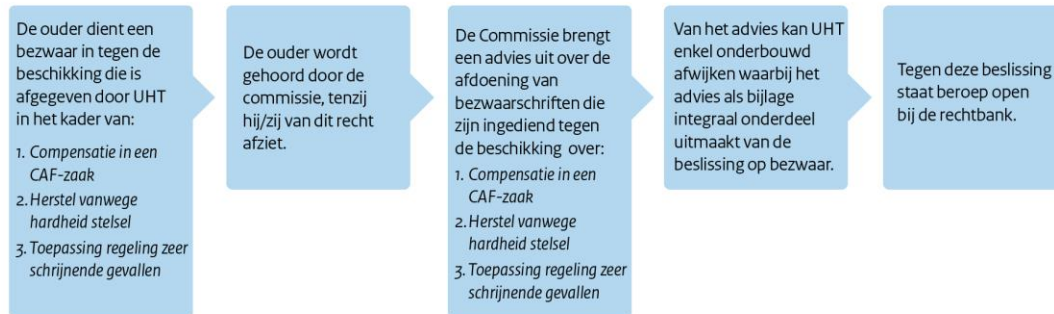 De ouder dient een
bezwaar in tegen de
beschikking die is
afgegeven door UHT
in het kader van:
1. Compensatie in een
CAF-zaak
2. Herstel vanwege
hardheid stelsel
3. Toepassing regeling zeer
schrijnende gevallen
De ouder wordt
gehoord door de
commissie, tenzij
hij/zij van dit recht
afziet.
De Commissie brengt
een advies uit over de
afdoening van
bezwaarschriften die
zijn ingediend tegen
de beschikking over:
1. Compensatie in een
CAF-zaak
2. Herstel vanwege
hardheid stelsel
3. Toepassing regeling zeer
schrijnende gevallen
Van het advies kan UHT
enkel onderbouwd
afwijken waarbij het
advies als bijlage
integraal onderdeel
uitmaakt van de
beslissing op bezwaar.
Tegen deze beslissing
staat beroep open
bij de rechtbank.